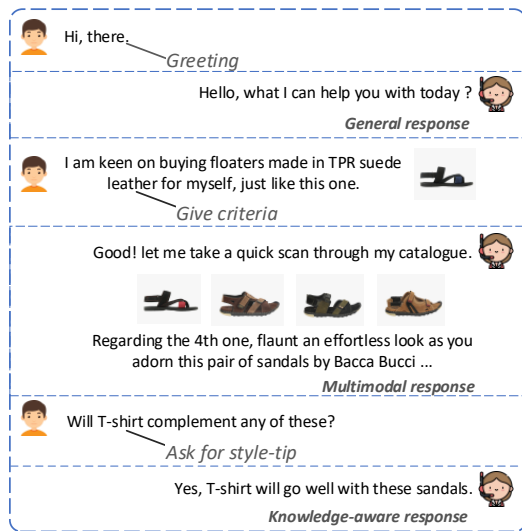 Hi, there.
Greeting
Hello, what I can help you with today ?
General response
I am keen on buying floaters made in TPR suede
leather for myself, just like this one.
Give criteria
Good! let me take a quick scan through my catalogue.
Regarding the 4th one, flaunt an effortless look as you
adorn this pair of sandals by Bacca Bucci ...
Multimodal response
Will T-shirt complement any of these?
Ask for style-tip
Yes, T-shirt will go well with these sandals.
Knowledge-aware response